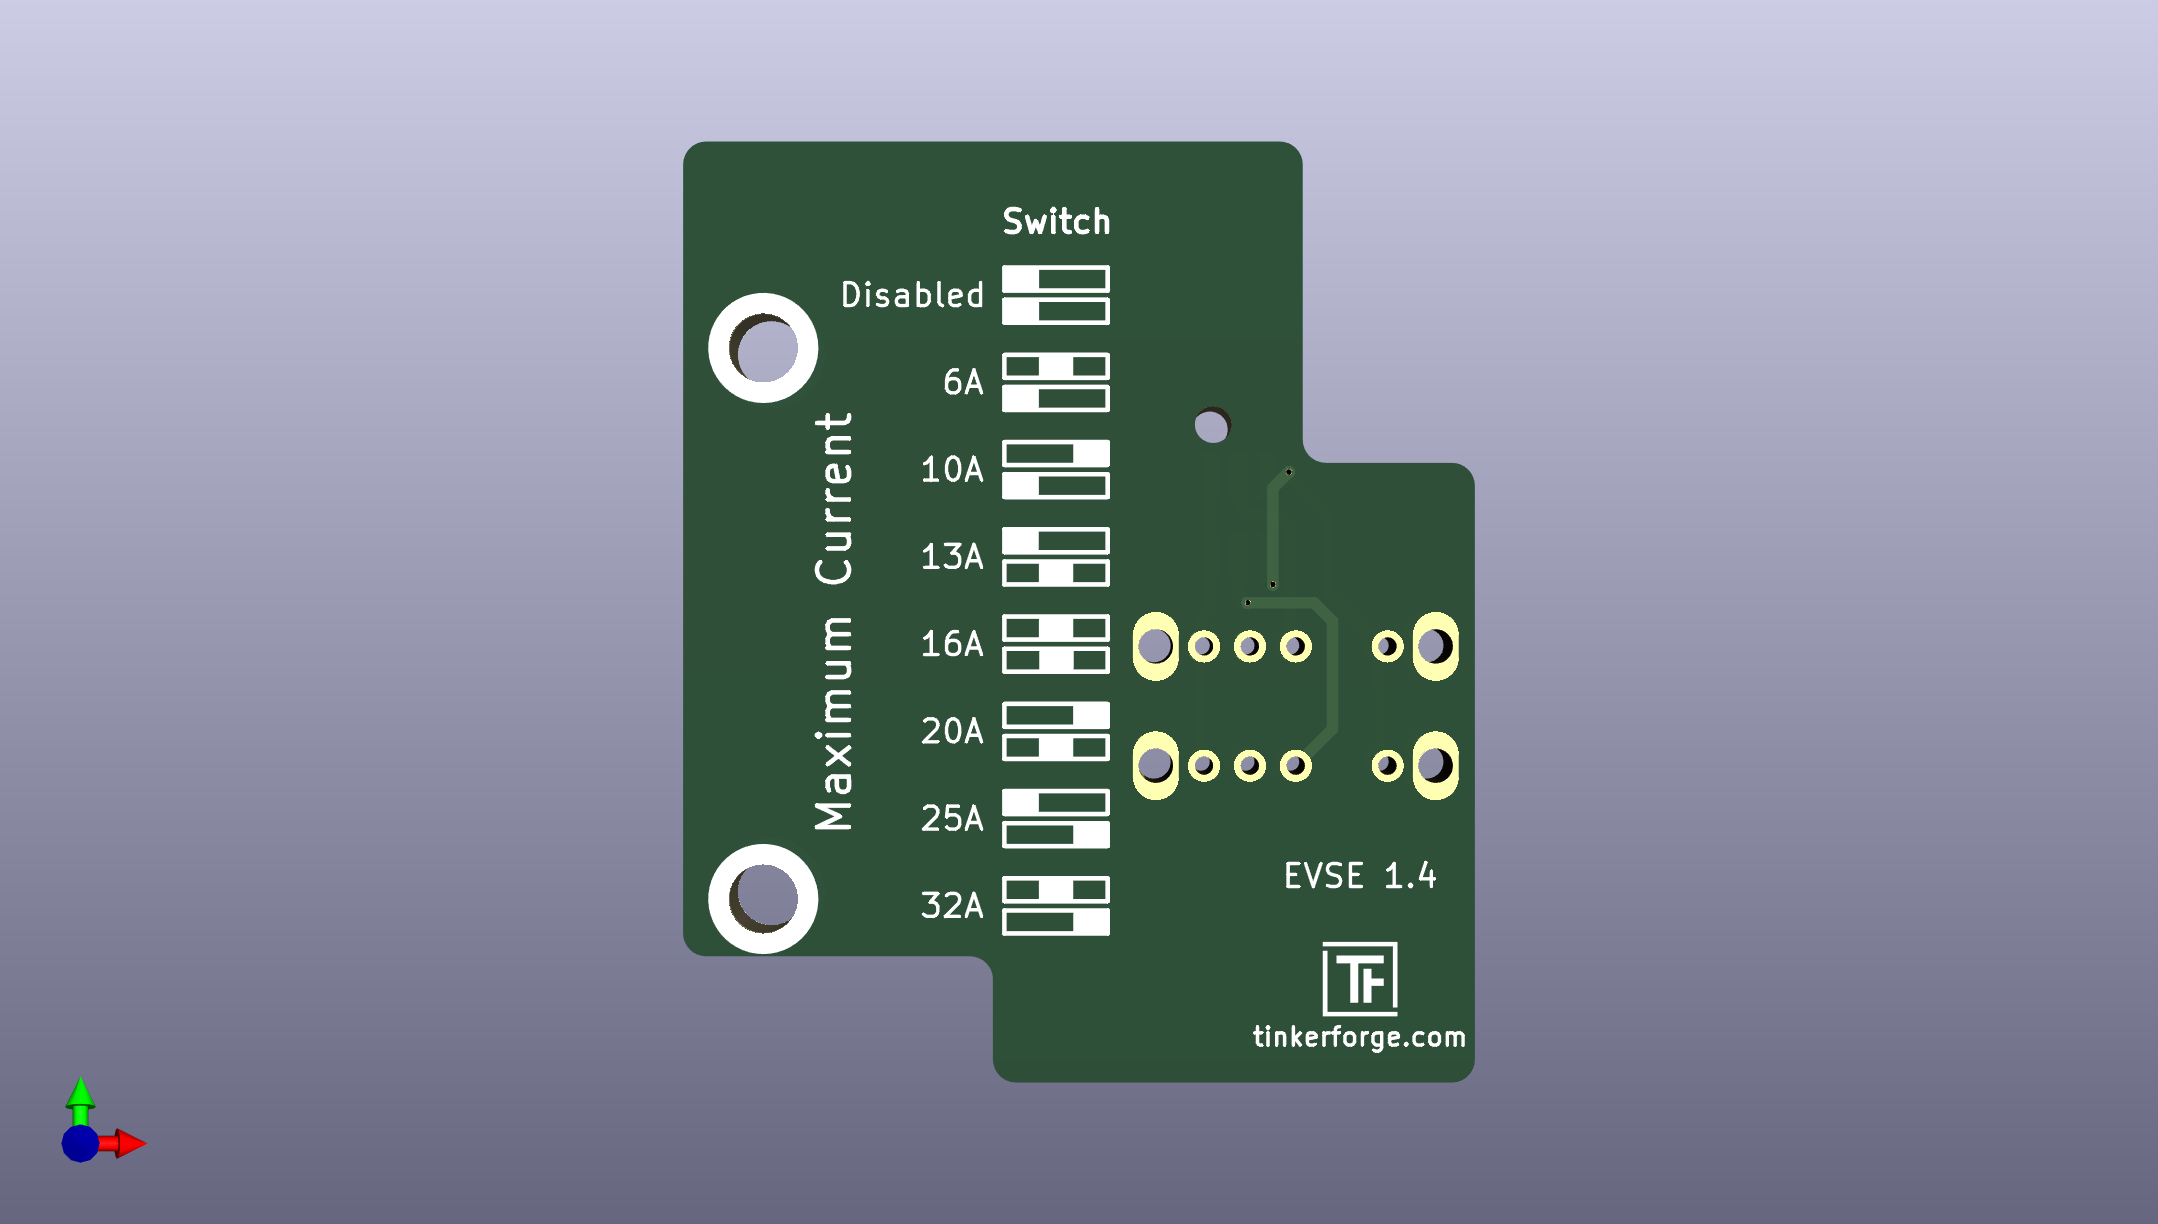 Switch
Disabled
6A
10A
13A
16A
20A
25A
32A
Maximum Current
EVSE 1.4
TF
tinkerforge.com